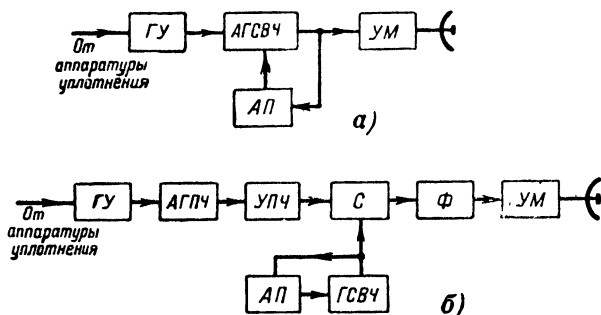 ГУ АГСВЧ УМ
От
аппаратуры
уплотнения
АП
а)
ГУ АГПЧ УПЧ С Ф УМ
От
аппаратуры
уплотнения
АП ГСВЧ
б)